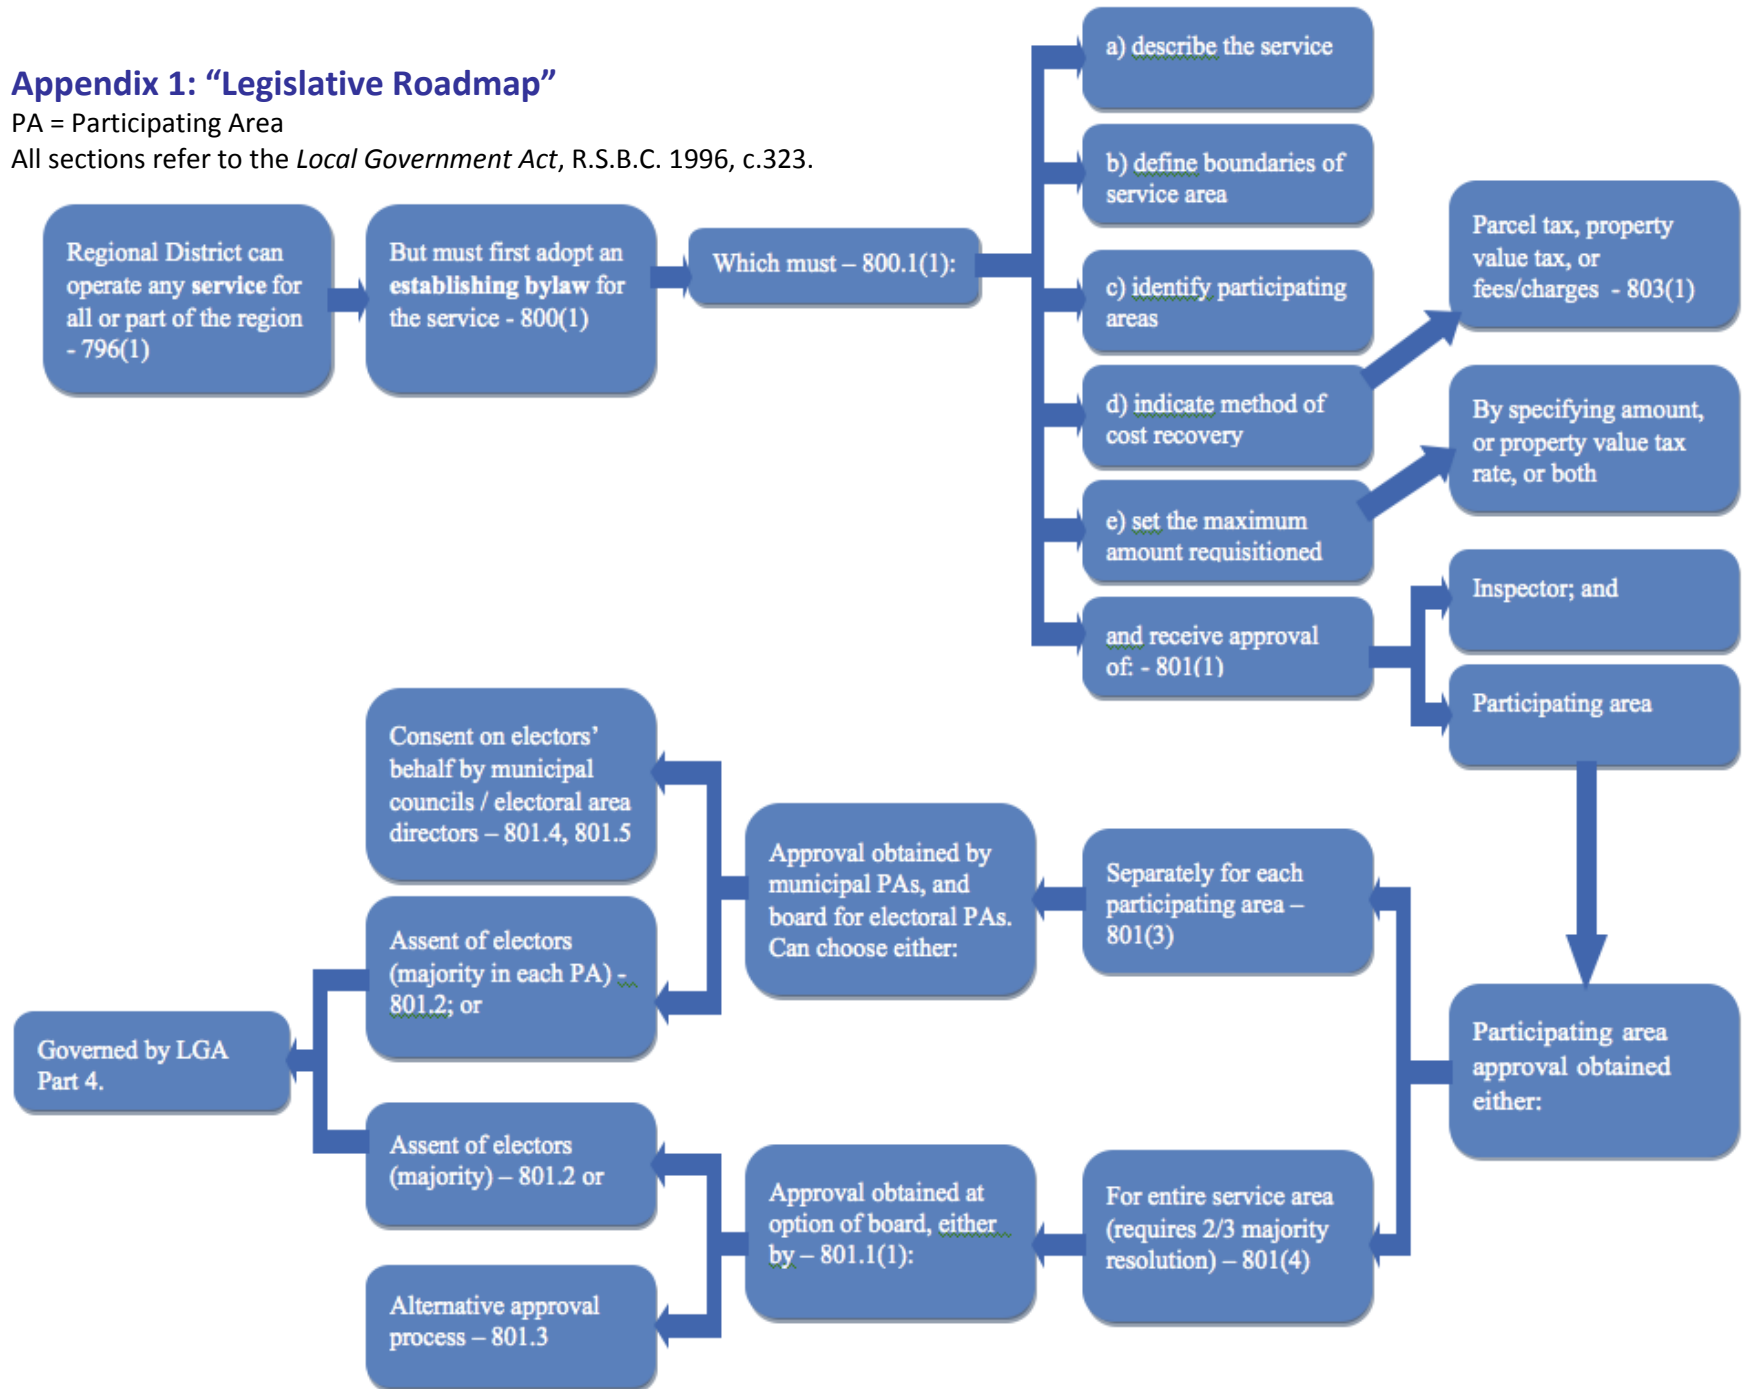 Appendix 1: “Legislative Roadmap”
PA = Participating Area
All sections refer to the Local Government Act, R.S.B.C. 1996, c.323.
Regional District can
operate any service for
all or part of the region
- 796(1)
But must first adopt an
establishing bylaw for
the service - 800(1)
Which must – 800.1(1):
a) describe the service
b) define boundaries of
service area
c) identify participating
areas
d) indicate method of
cost recovery
e) set the maximum
amount requisitioned
and receive approval
of: - 801(1)
Parcel tax, property
value tax, or
fees/charges  - 803(1)
By specifying amount,
or property value tax
rate, or both
Inspector; and
Participating area
Participating area
approval obtained
either:
Separately for each
participating area –
801(3)
For entire service area
(requires 2/3 majority
resolution) – 801(4)
Approval obtained by
municipal PAs, and
board for electoral PAs.
Can choose either:
Approval obtained at
option of board, either
by – 801.1(1):
Consent on electors’
behalf by municipal
councils / electoral area
directors – 801.4, 801.5
Assent of electors
(majority in each PA) -
801.2; or
Assent of electors
(majority) – 801.2 or
Alternative approval
process – 801.3
Governed by LGA
Part 4.